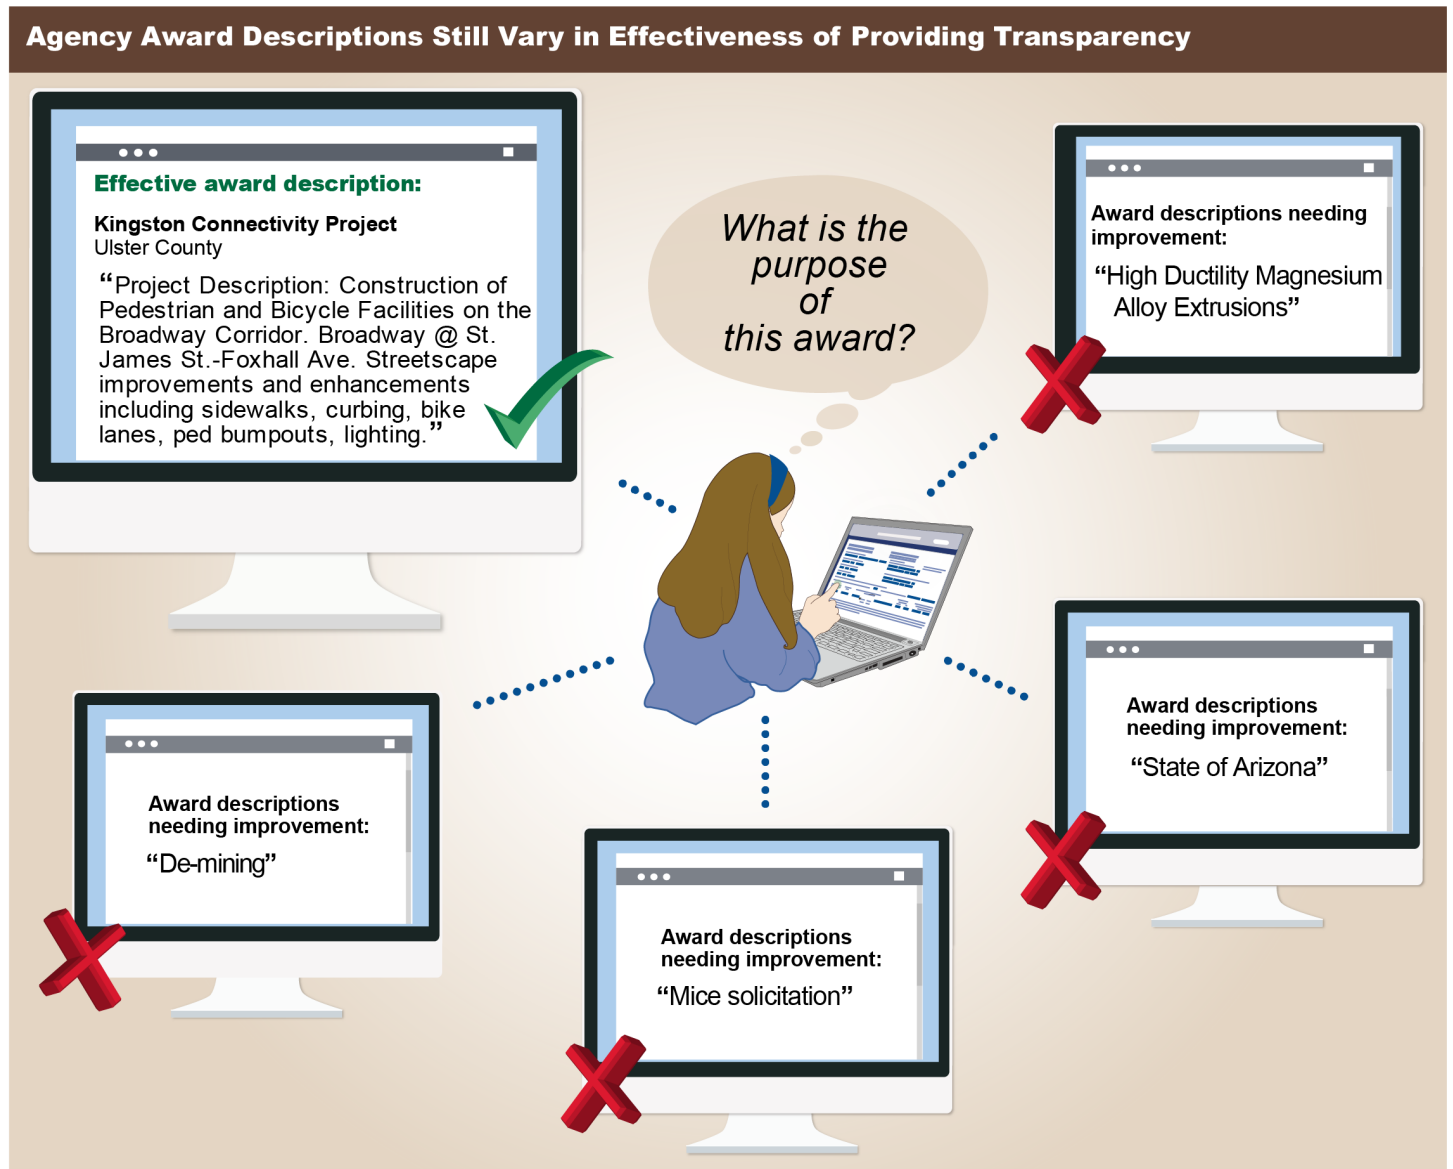 Agency Award Descriptions Still Vary in Effectiveness of Providing Transparency
Effective award description:
Kingston Connectivity Project
Ulster County
“Project Description: Construction of
Pedestrian and Bicycle Facilities on the
Broadway Corridor. Broadway @ St.
James St.-Foxhall Ave. Streetscape
improvements and enhancements
including sidewalks, curbing, bike
lanes, ped bumpouts, lighting.”
What is the
purpose
of
this award?
Award descriptions needing
improvement:
“High Ductility Magnesium
Alloy Extrusions”
Award descriptions
needing improvement:
“State of Arizona”
Award descriptions
needing improvement:
“De-mining”
Award descriptions
needing improvement:
“Mice solicitation”